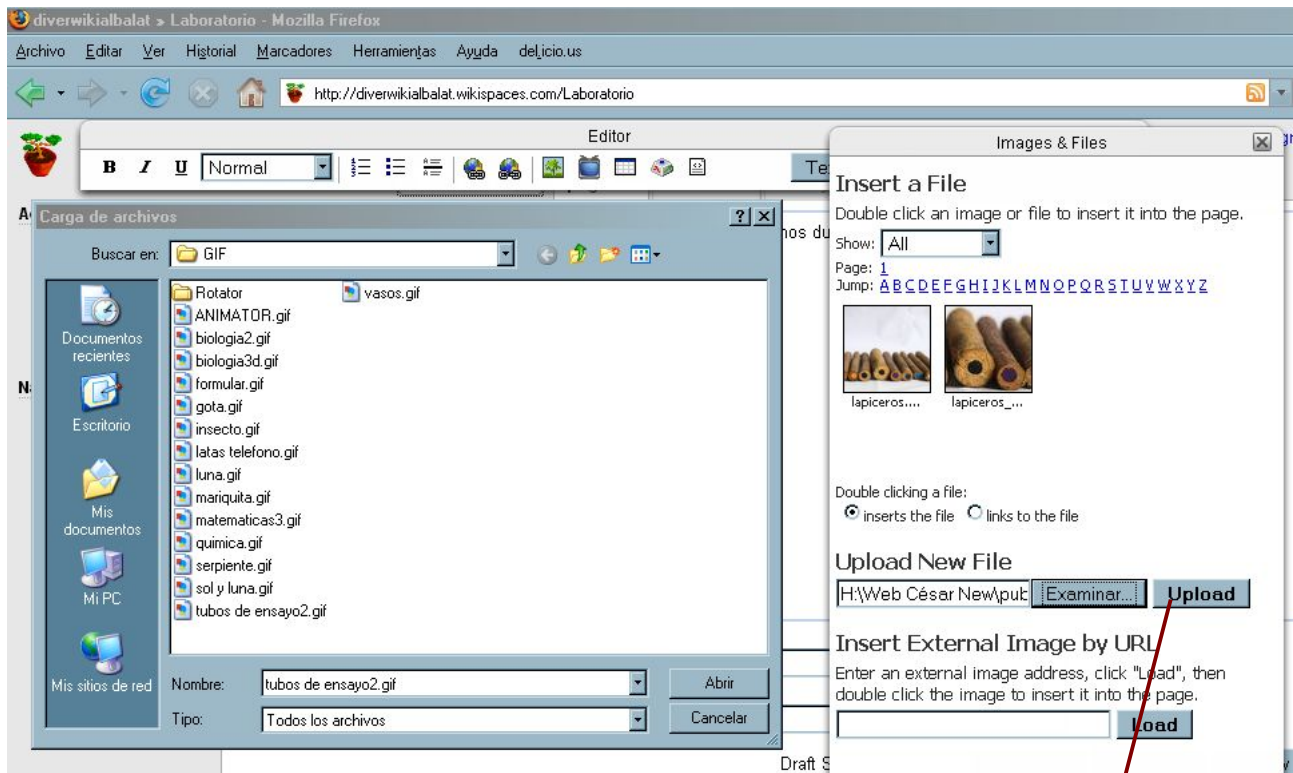 diverwikialbalat » Laboratorio - Mozilla Firefox
Archivo Editar Ver Historial Marcadores Herramientas Ayuda del.icio.us
http://diverwikialbalat.wikispaces.com/Laboratorio
Editor
B I U Normal
Images & Files
Insert a File
Double click an image or file to insert it into the page.
Show: All
Page: 1
Jump: A B C D E F G H I J K L M N O P Q R S T U V W X Y Z
lapiceros....
lapiceros_...
Double clicking a file:
inserts the file links to the file
Upload New File
H:\Web César New\pub Examinar... Upload
Insert External Image by URL
Enter an external image address, click "Load", then
double click the image to insert it into the page.
Load
Carga de archivos
Buscar en: GIF
Documentos recientes
Escritorio
Mis documentos
Mi PC
Mis sitios de red
Rotator
ANIMATOR.gif
biologia2.gif
biologia3d.gif
formular.gif
gota.gif
insecto.gif
latas telefono.gif
luna.gif
mariquita.gif
matematicas3.gif
quimica.gif
serpiente.gif
sol y luna.gif
tubos de ensayo2.gif
vasos.gif
Nombre: tubos de ensayo2.gif Abrir
Tipo: Todos los archivos Cancelar
Draft S